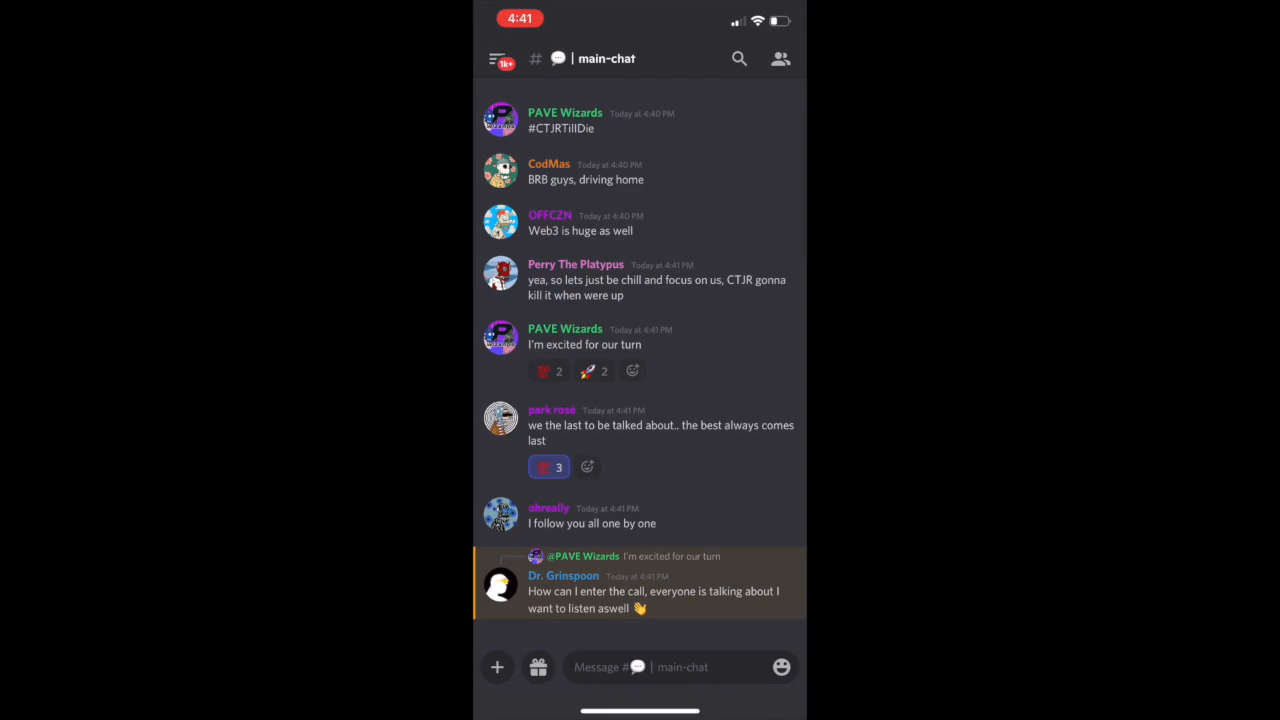 4:41
1k+
# 💬 | main-chat
PAVE Wizards Today at 4:40 PM
#CTJRTillDie
CodMas Today at 4:40 PM
BRB guys, driving home
OFFCZN Today at 4:40 PM
Web3 is huge as well
Perry The Platypus Today at 4:41 PM
yea, so lets just be chill and focus on us, CTJR gonna
kill it when were up
PAVE Wizards Today at 4:41 PM
I'm excited for our turn
💯 2 🚀 2
park rosé Today at 4:41 PM
we the last to be talked about.. the best always comes
last
💯 3
ohreally Today at 4:41 PM
I follow you all one by one
@PAVE Wizards I'm excited for our turn
Dr. Grinspoon Today at 4:41 PM
How can I enter the call, everyone is talking about I
want to listen aswell 👋
Message #💬 | main-chat